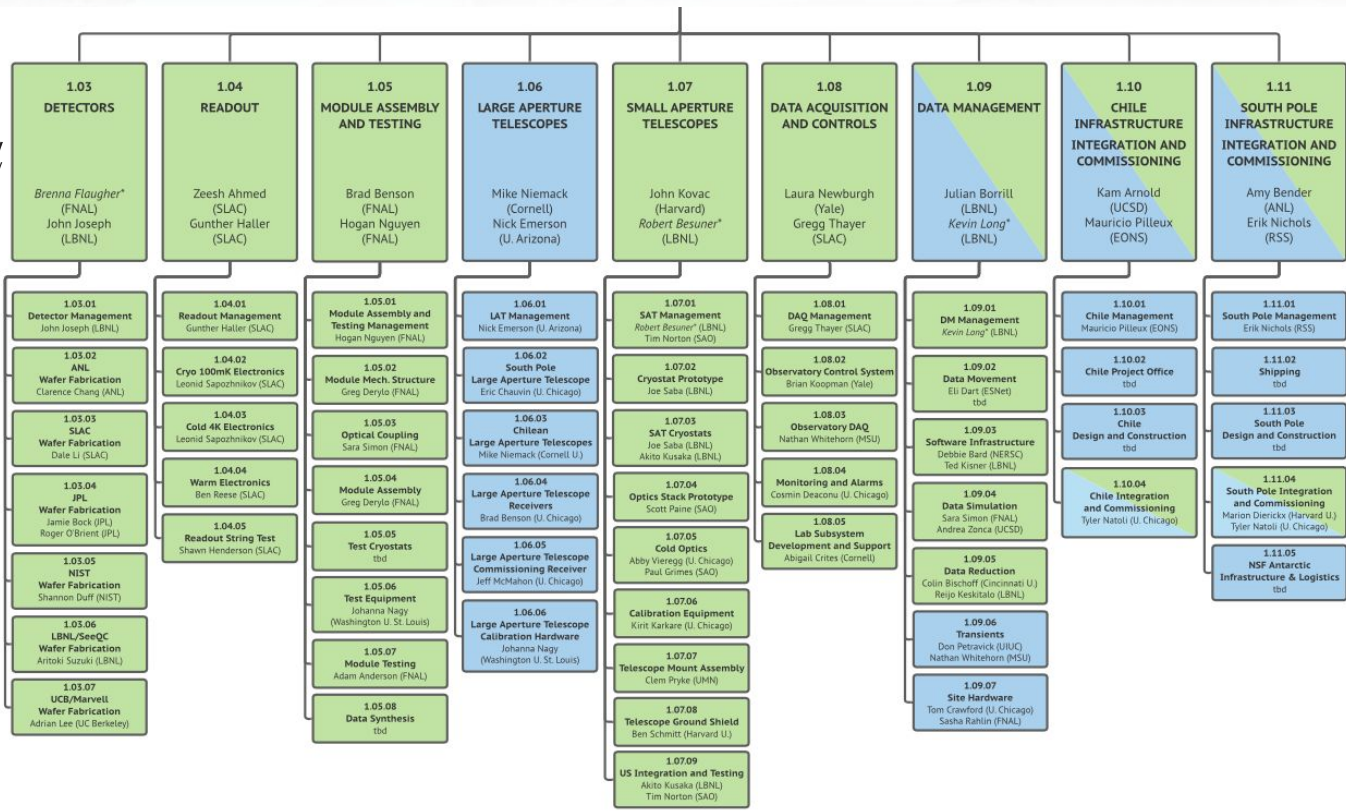 1.03
DETECTORS
Brenna Flaugher*
(FNAL)
John Joseph
(LBNL)
1.03.01
Detector Management
John Joseph (LBNL)
1.03.02
ANL
Wafer Fabrication
Clarence Chang (ANL)
1.03.03
SLAC
Wafer Fabrication
Dale Li (SLAC)
1.03.04
JPL
Wafer Fabrication
Jamie Bock (JPL)
Roger O'Brient (JPL)
1.03.05
NIST
Wafer Fabrication
Shannon Duff (NIST)
1.03.06
LBNL/SeeQC
Wafer Fabrication
Aritoki Suzuki (LBNL)
1.03.07
UCB/Marvell
Wafer Fabrication
Adrian Lee (UC Berkeley)
1.04
READOUT
Zeesh Ahmed
(SLAC)
Gunther Haller
(SLAC)
1.04.01
Readout Management
Gunther Haller (SLAC)
1.04.02
Cryo 100mK Electronics
Leonid Sapozhnikov (SLAC)
1.04.03
Cold 4K Electronics
Leonid Sapozhnikov (SLAC)
1.04.04
Warm Electronics
Ben Reese (SLAC)
1.04.05
Readout String Test
Shawn Henderson (SLAC)
1.05
MODULE ASSEMBLY
AND TESTING
Brad Benson
(FNAL)
Hogan Nguyen
(FNAL)
1.05.01
Module Assembly and
Testing Management
Hogan Nguyen (FNAL)
1.05.02
Module Mech. Structure
Greg Derylo (FNAL)
1.05.03
Optical Coupling
Sara Simon (FNAL)
1.05.04
Module Assembly
Greg Derylo (FNAL)
1.05.05
Test Cryostats
tbd
1.05.06
Test Equipment
Johanna Nagy
(Washington U. St. Louis)
1.05.07
Module Testing
Adam Anderson (FNAL)
1.05.08
Data Synthesis
tbd
1.06
LARGE APERTURE
TELESCOPES
Mike Niemack
(Cornell)
Nick Emerson
(U. Arizona)
1.06.01
LAT Management
Nick Emerson (U. Arizona)
1.06.02
South Pole
Large Aperture Telescope
Eric Chauvin (U. Chicago)
1.06.03
Chilean
Large Aperture Telescopes
Mike Niemack (Cornell U.)
1.06.04
Large Aperture Telescope
Receivers
Brad Benson (U. Chicago)
1.06.05
Large Aperture Telescope
Commissioning Receiver
Jeff McMahon (U. Chicago)
1.06.06
Large Aperture Telescope
Calibration Hardware
Johanna Nagy
(Washington U. St. Louis)
1.07
SMALL APERTURE
TELESCOPES
John Kovac
(Harvard)
Robert Besuner*
(LBNL)
1.07.01
SAT Management
Robert Besuner* (LBNL)
Tim Norton (SAO)
1.07.02
Cryostat Prototype
Joe Saba (LBNL)
1.07.03
SAT Cryostats
Joe Saba (LBNL)
Akito Kusaka (LBNL)
1.07.04
Optics Stack Prototype
Scott Paine (SAO)
1.07.05
Cold Optics
Abby Vieregg (U. Chicago)
Paul Grimes (SAO)
1.07.06
Calibration Equipment
Kirit Karkare (U. Chicago)
1.07.07
Telescope Mount Assembly
Clem Pryke (UMN)
1.07.08
Telescope Ground Shield
Ben Schmitt (Harvard U.)
1.07.09
US Integration and Testing
Akito Kusaka (LBNL)
Tim Norton (SAO)
1.08
DATA ACQUISITION
AND CONTROLS
Laura Newburgh
(Yale)
Gregg Thayer
(SLAC)
1.08.01
DAQ Management
Gregg Thayer (SLAC)
1.08.02
Observatory Control System
Brian Koopman (Yale)
1.08.03
Observatory DAQ
Nathan Whitehorn (MSU)
1.08.04
Monitoring and Alarms
Cosmin Deaconu (U. Chicago)
1.08.05
Lab Subsystem
Development and Support
Abigail Crites (Cornell)
1.09
DATA MANAGEMENT
Julian Borrill
(LBNL)
Kevin Long*
(LBNL)
1.09.01
DM Management
Kevin Long* (LBNL)
1.09.02
Data Movement
Eli Dart (ESNet)
tbd
1.09.03
Software Infrastructure
Debbie Bard (NERSC)
Ted Kisner (LBNL)
1.09.04
Data Simulation
Sara Simon (FNAL)
Andrea Zonca (UCSD)
1.09.05
Data Reduction
Colin Bischoff (Cincinnati U.)
Reijo Keskitalo (LBNL)
1.09.06
Transients
Don Petravick (UIUC)
Nathan Whitehorn (MSU)
1.09.07
Site Hardware
Tom Crawford (U. Chicago)
Sasha Rahlin (FNAL)
1.10
CHILE
INFRASTRUCTURE
INTEGRATION AND
COMMISSIONING
Kam Arnold
(UCSD)
Mauricio Pilleux
(EONS)
1.10.01
Chile Management
Mauricio Pilleux (EONS)
1.10.02
Chile Project Office
tbd
1.10.03
Chile
Design and Construction
tbd
1.10.04
Chile Integration
and Commissioning
Tyler Natoli (U. Chicago)
1.11
SOUTH POLE
INFRASTRUCTURE
INTEGRATION AND
COMMISSIONING
Amy Bender
(ANL)
Erik Nichols
(RSS)
1.11.01
South Pole Management
Erik Nichols (RSS)
1.11.02
Shipping
tbd
1.11.03
South Pole
Design and Construction
tbd
1.11.04
South Pole Integration
and Commissioning
Marion Dierickx (Harvard U.)
Tyler Natoli (U. Chicago)
1.11.05
NSF Antarctic
Infrastructure & Logistics
tbd